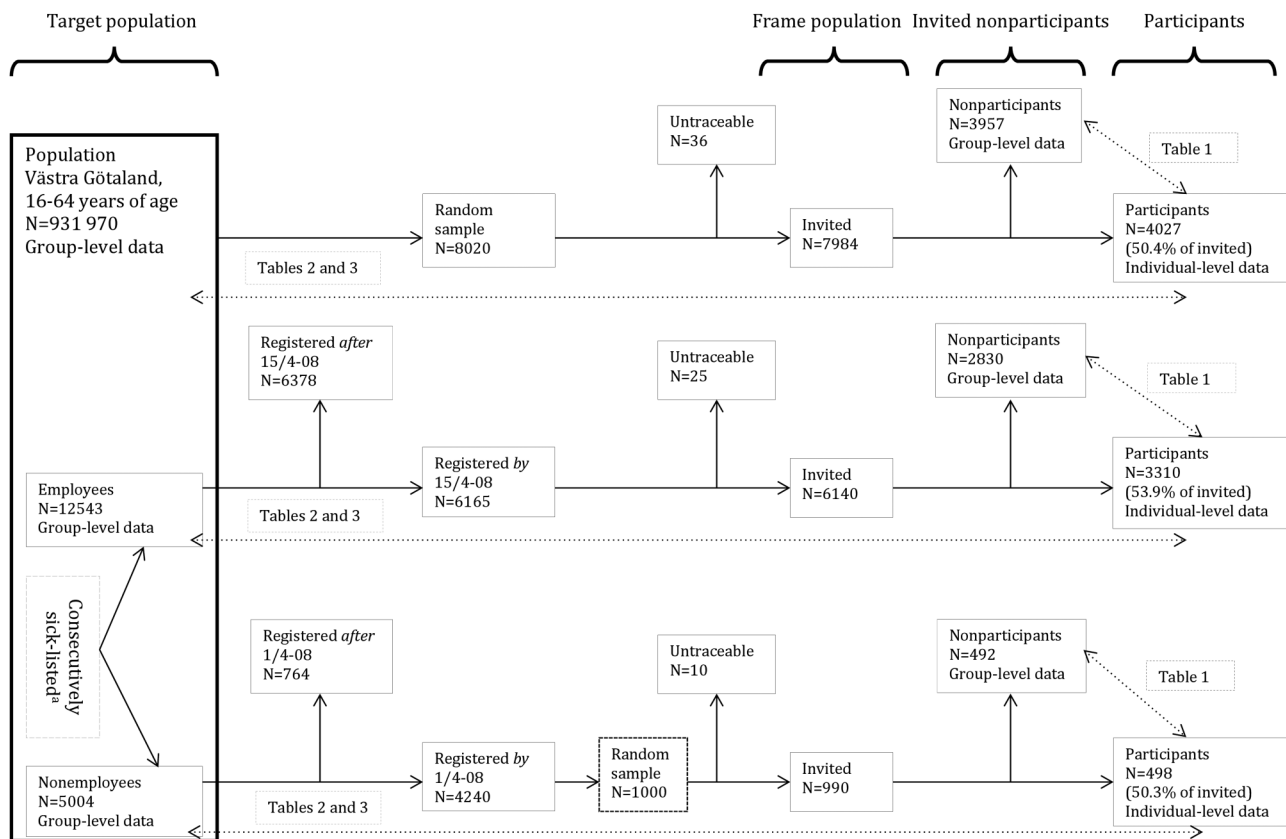 Target population
Frame population
Invited nonparticipants
Participants
Population
Västra Götaland,
16-64 years of age
N=931 970
Group-level data
Tables 2 and 3
Random
sample
N=8020
Untraceable
N=36
Invited
N=7984
Nonparticipants
N=3957
Group-level data
Table 1
Participants
N=4027
(50.4% of invited)
Individual-level data
Employees
N=12543
Group-level data
Registered after
15/4-08
N=6378
Tables 2 and 3
Registered by
15/4-08
N=6165
Untraceable
N=25
Invited
N=6140
Nonparticipants
N=2830
Group-level data
Table 1
Participants
N=3310
(53.9% of invited)
Individual-level data
Consecutively
sick-listedª
Nonemployees
N=5004
Group-level data
Registered after
1/4-08
N=764
Tables 2 and 3
Registered by
1/4-08
N=4240
Random
sample
N=1000
Untraceable
N=10
Invited
N=990
Nonparticipants
N=492
Group-level data
Table 1
Participants
N=498
(50.3% of invited)
Individual-level data